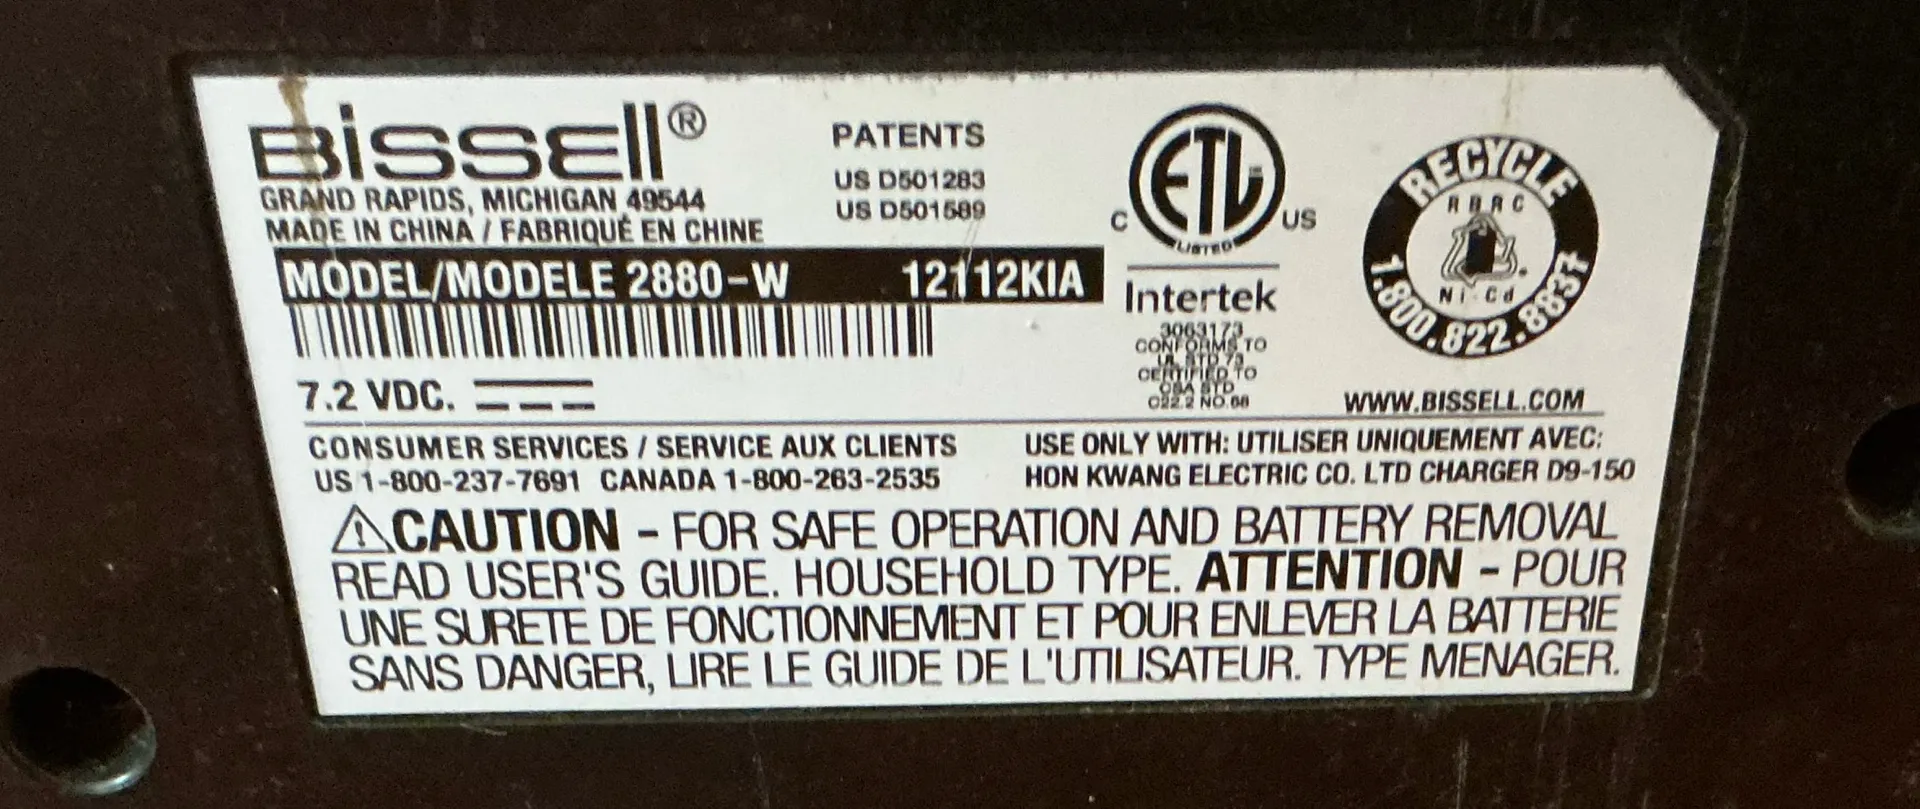 BISSELL®
GRAND RAPIDS, MICHIGAN 49544
MADE IN CHINA / FABRIQUÉ EN CHINE
MODEL/MODELE 2880-W 12112KIA
7.2 VDC.
PATENTS
US D501283
US D501589
C ETL US
LISTED
Intertek
3063173
CONFORMS TO
UL STD 73
CERTIFIED TO
CSA STD
C22.2 NO.68
RECYCLE
RBRC
Ni-Cd
1.800.822.8837
WWW.BISSELL.COM
CONSUMER SERVICES / SERVICE AUX CLIENTS
US 1-800-237-7691 CANADA 1-800-263-2535
USE ONLY WITH: UTILISER UNIQUEMENT AVEC:
HON KWANG ELECTRIC CO. LTD CHARGER D9-150
⚠CAUTION - FOR SAFE OPERATION AND BATTERY REMOVAL
READ USER'S GUIDE. HOUSEHOLD TYPE. ATTENTION - POUR
UNE SURETE DE FONCTIONNEMENT ET POUR ENLEVER LA BATTERIE
SANS DANGER, LIRE LE GUIDE DE L'UTILISATEUR. TYPE MENAGER.